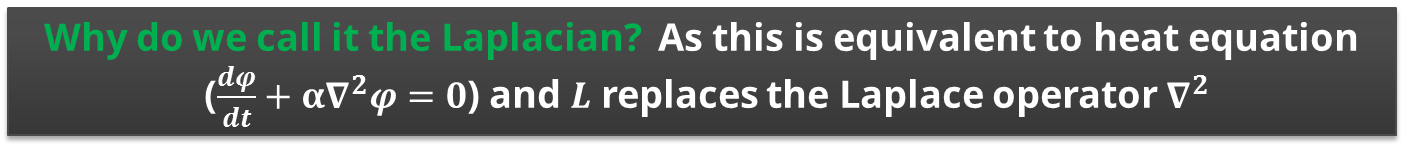 Why do we call it the Laplacian? As this is equivalent to heat equation
(dφ/dt + α∇²φ = 0) and L replaces the Laplace operator ∇²